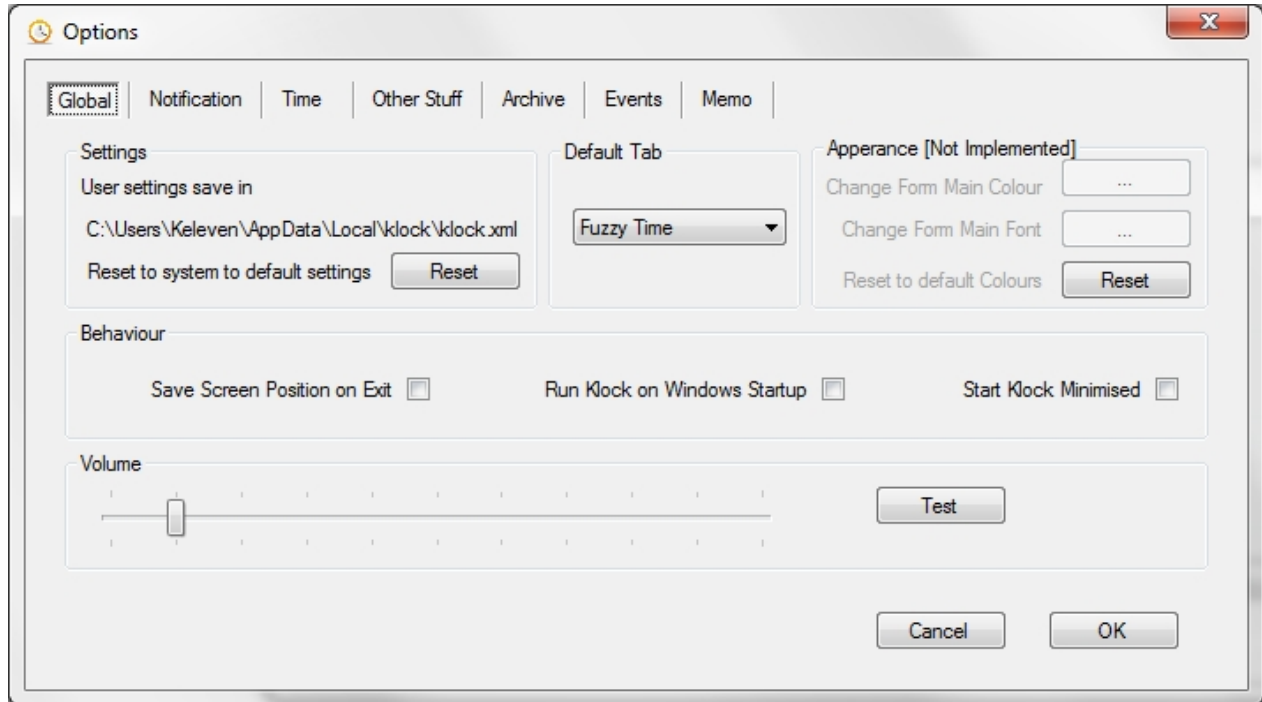 Options
Global Notification Time Other Stuff Archive Events Memo
Settings
User settings save in
C:\Users\Keleven\AppData\Local\klock\klock.xml
Reset to system to default settings Reset
Default Tab
Fuzzy Time
Apperance [Not Implemented]
Change Form Main Colour ...
Change Form Main Font ...
Reset to default Colours Reset
Behaviour
Save Screen Position on Exit Run Klock on Windows Startup Start Klock Minimised
Volume
Test
Cancel OK